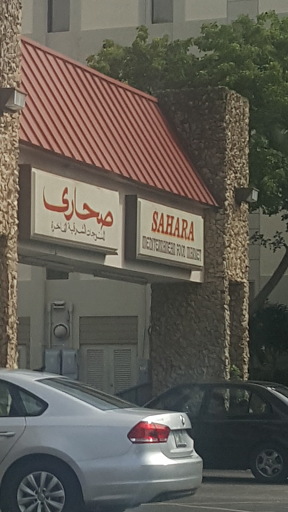 صحارى
SAHARA
MEDITERRANEAN FOOD MARKET